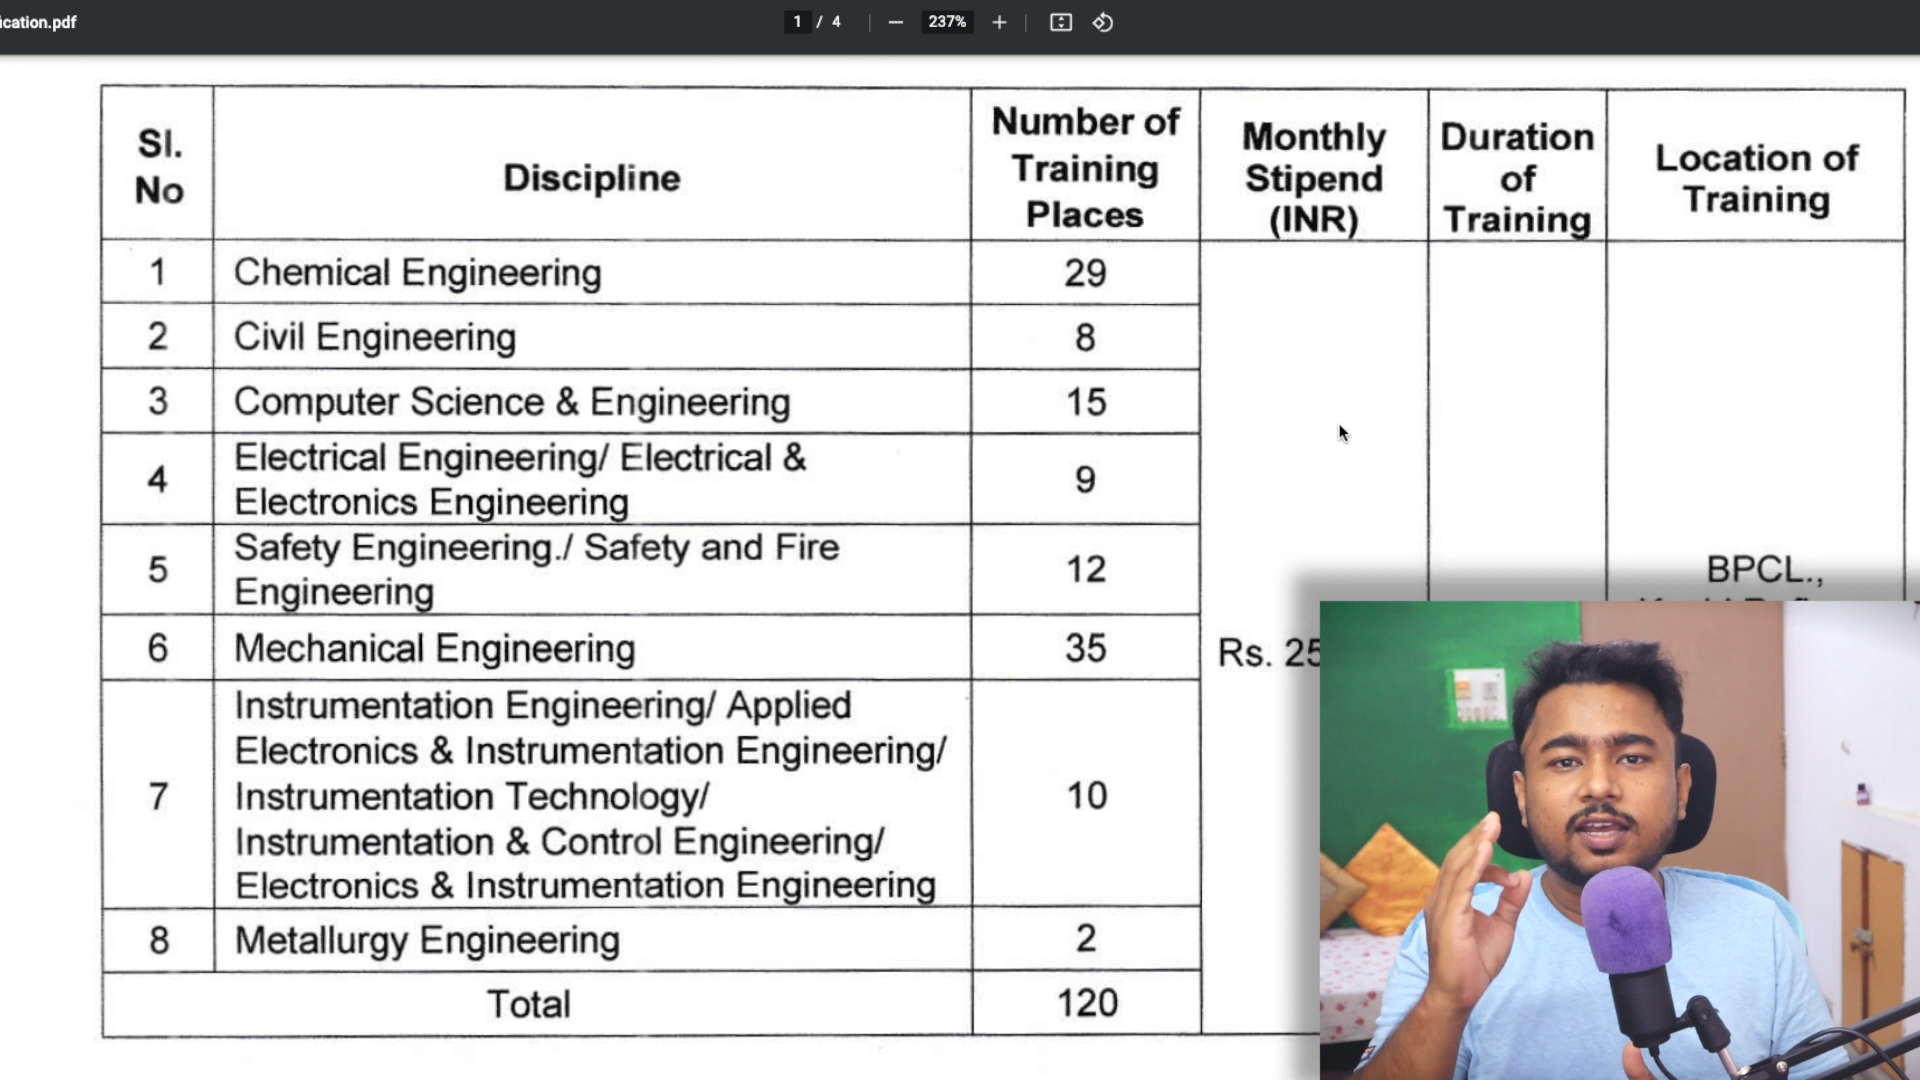 ication.pdf
1 / 4
237%
Sl.
No
Discipline
Number of
Training
Places
Monthly
Stipend
(INR)
Duration
of
Training
Location of
Training
1
Chemical Engineering
29
2
Civil Engineering
8
3
Computer Science & Engineering
15
4
Electrical Engineering/ Electrical &
Electronics Engineering
9
5
Safety Engineering./ Safety and Fire
Engineering
12
6
Mechanical Engineering
35
7
Instrumentation Engineering/ Applied
Electronics & Instrumentation Engineering/
Instrumentation Technology/
Instrumentation & Control Engineering/
Electronics & Instrumentation Engineering
10
8
Metallurgy Engineering
2
Total
120
Rs. 25
BPCL.,